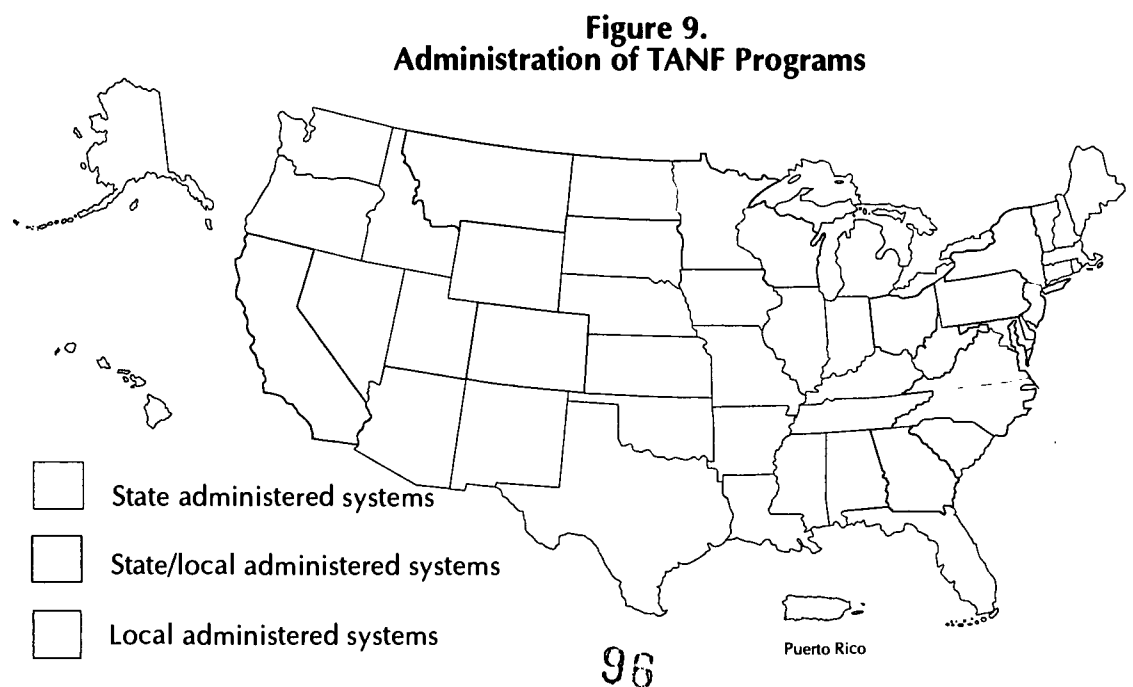 Figure 9.
Administration of TANF Programs
State administered systems
State/local administered systems
Local administered systems
Puerto Rico
96